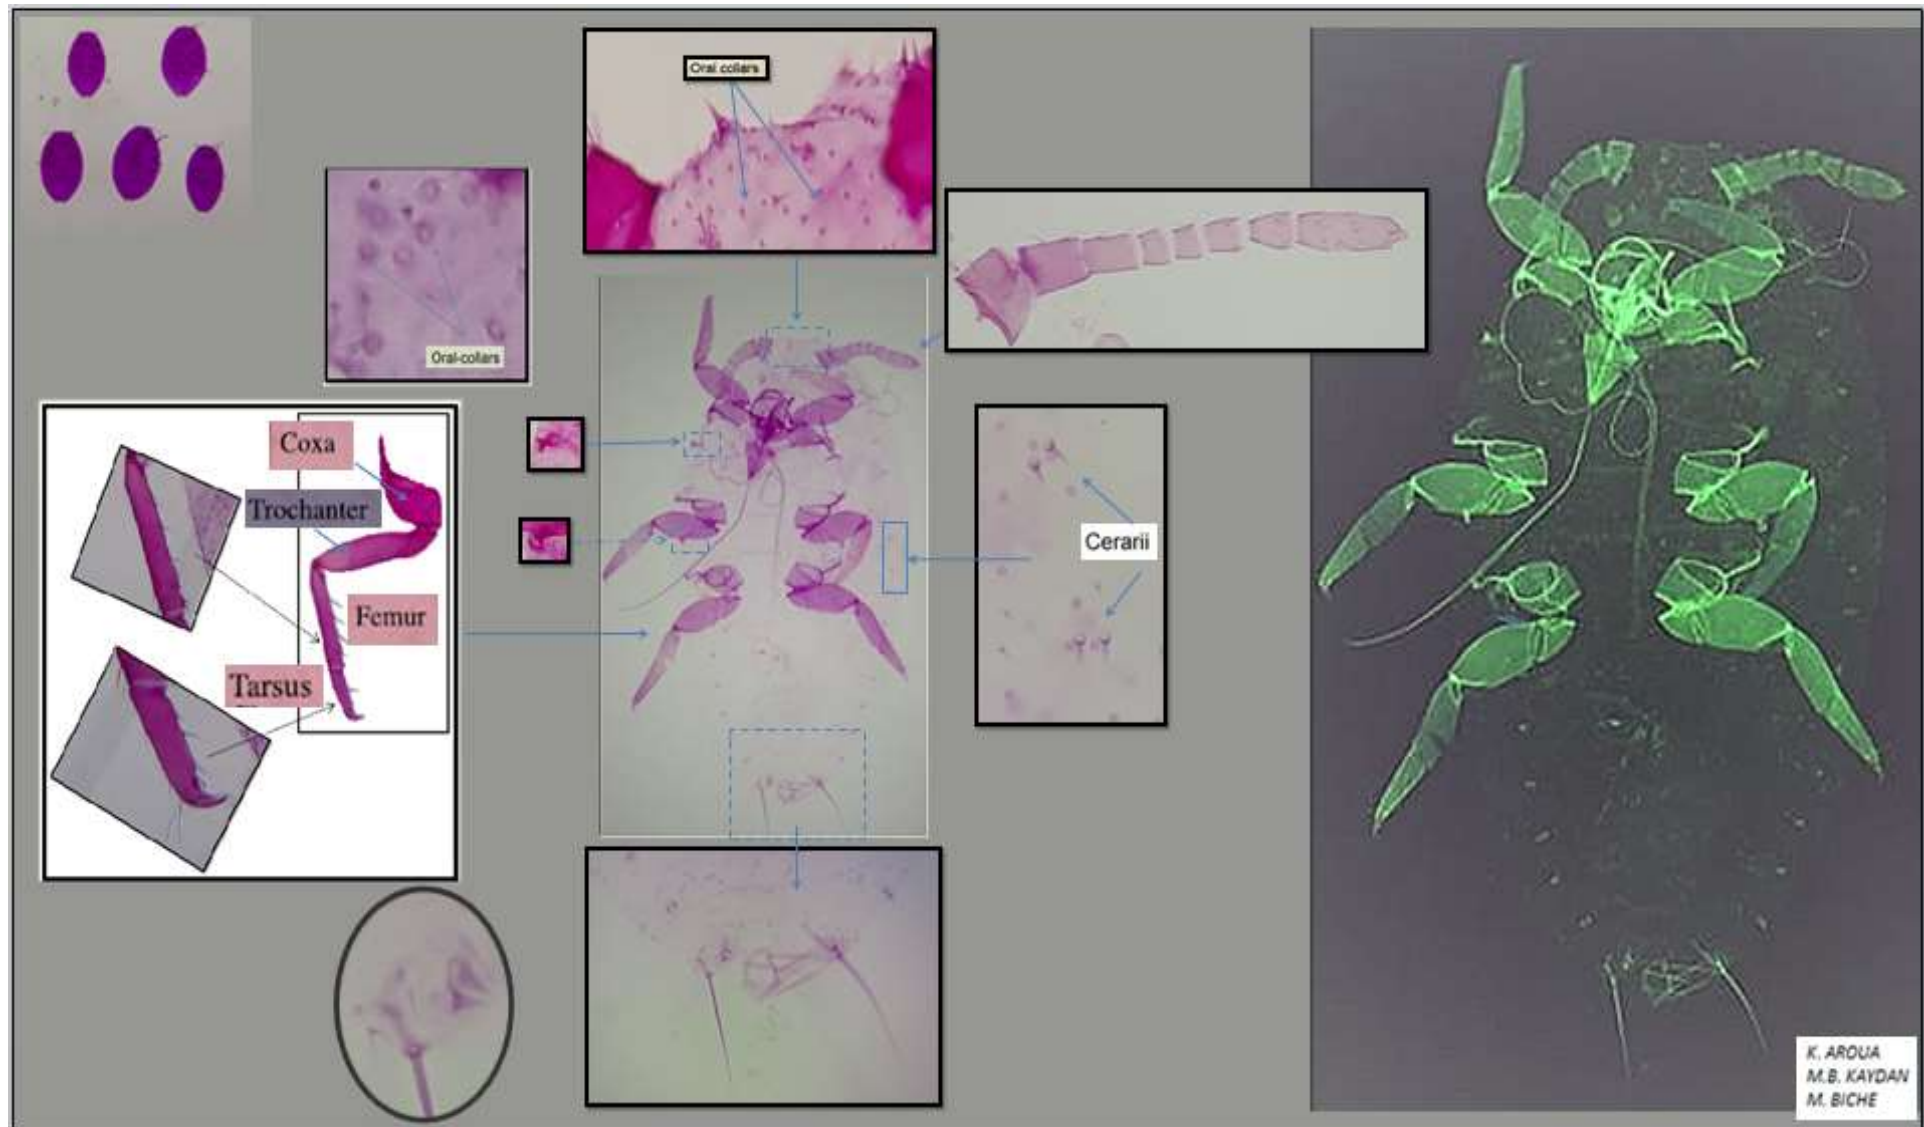 Oral collars
Oral-collars
Coxa
Trochanter
Femur
Tarsus
Cerarii
K. AROUA
M.B. KAYDAN
M. BICHE